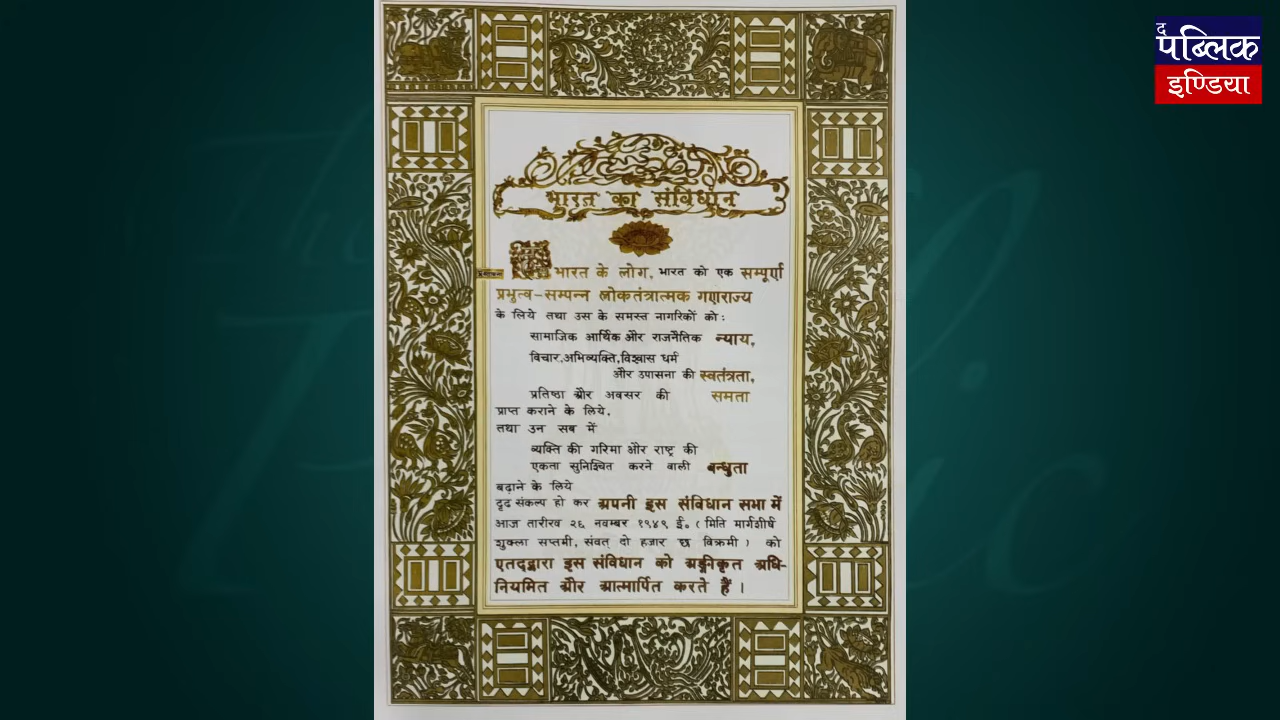 द
पब्लिक
इण्डिया
भारत का संविधान
भारत के लोग, भारत को एक सम्पूर्ण
प्रभुत्व-सम्पन्न लोकतंत्रात्मक गणराज्य
के लिये तथा उस के समस्त नागरिकों को:
सामाजिक आर्थिक और राजनैतिक न्याय,
विचार,अभिव्यक्ति,विश्वास धर्म
और उपासना की स्वतंत्रता,
प्रतिष्ठा और अवसर की समता
प्राप्त कराने के लिये,
तथा उन सब में
व्यक्ति की गरिमा और राष्ट्र की
एकता सुनिश्चित करने वाली बन्धुता
बढ़ाने के लिये
दृढ संकल्प हो कर अपनी इस संविधान सभा में
आज तारीख २६ नवम्बर १९४९ ई० (मिति मार्गशीर्ष
शुक्ला सप्तमी, संवत् दो हजार छ विक्रमी) को
एतद्द्वारा इस संविधान को अङ्गीकृत अधि-
नियमित और आत्मार्पित करते हैं।